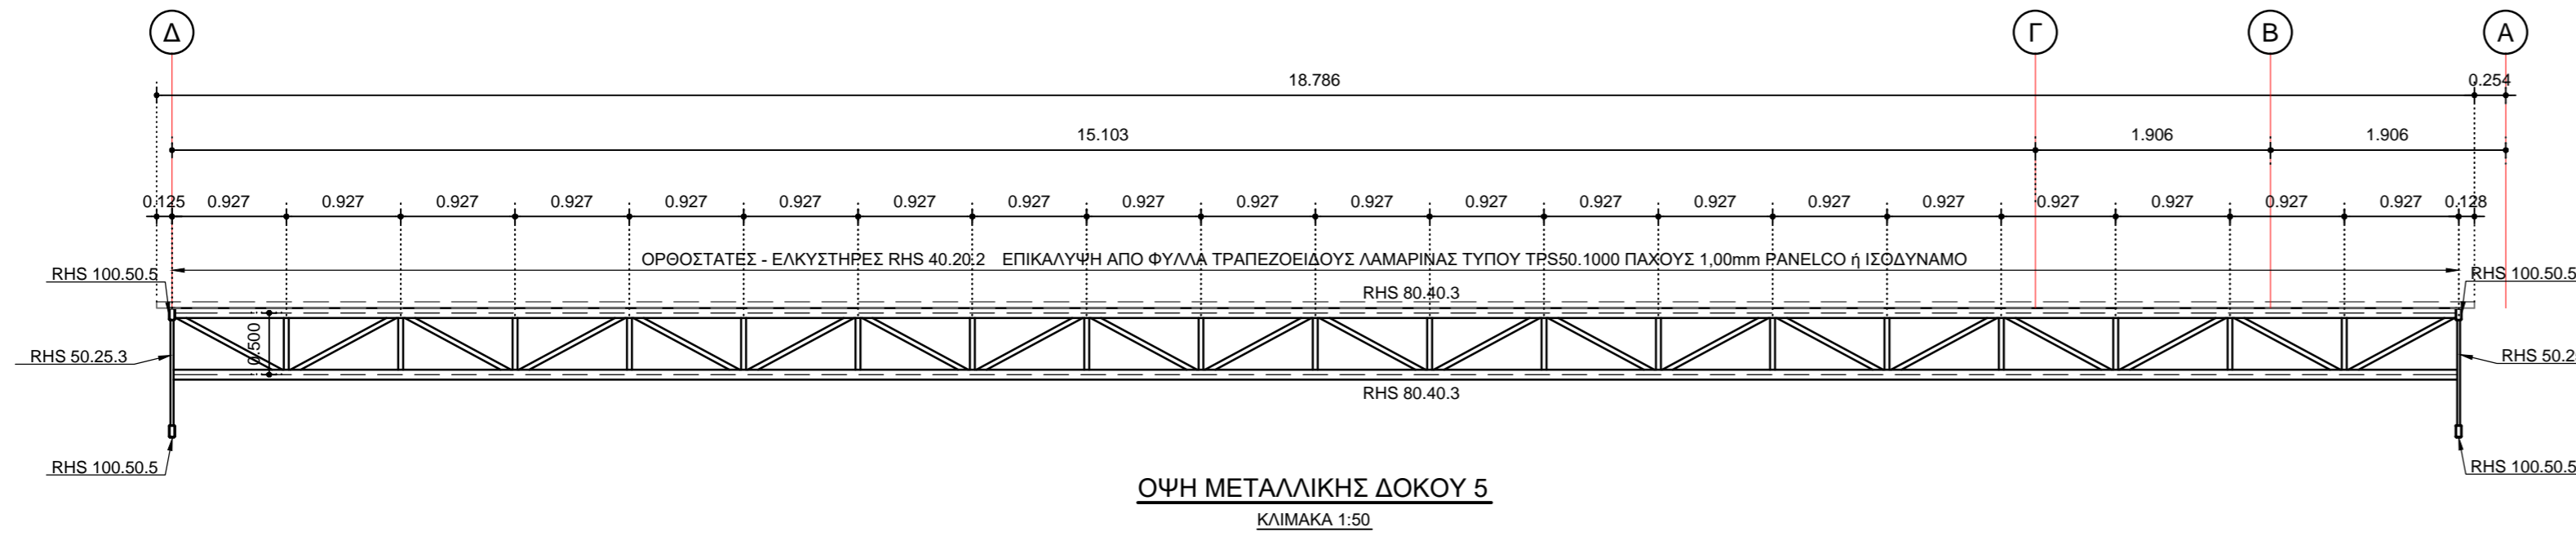 Δ Γ Β Α
18.786 0.254
15.103 1.906 1.906
0.125 0.927 0.927 0.927 0.927 0.927 0.927 0.927 0.927 0.927 0.927 0.927 0.927 0.927 0.927 0.927 0.927 0.927 0.927 0.927 0.927 0.128
ΟΡΘΟΣΤΑΤΕΣ - ΕΛΚΥΣΤΗΡΕΣ RHS 40.20.2 ΕΠΙΚΑΛΥΨΗ ΑΠΟ ΦΥΛΛΑ ΤΡΑΠΕΖΟΕΙΔΟΥΣ ΛΑΜΑΡΙΝΑΣ ΤΥΠΟΥ TPS50.1000 ΠΑΧΟΥΣ 1,00mm PANELCO ή ΙΣΟΔΥΝΑΜΟ
RHS 100.50.5 RHS 100.50.5
RHS 80.40.3
0.500
RHS 50.25.3 RHS 50.2
RHS 80.40.3
RHS 100.50.5 RHS 100.50.5
ΟΨΗ ΜΕΤΑΛΛΙΚΗΣ ΔΟΚΟΥ 5
ΚΛΙΜΑΚΑ 1:50